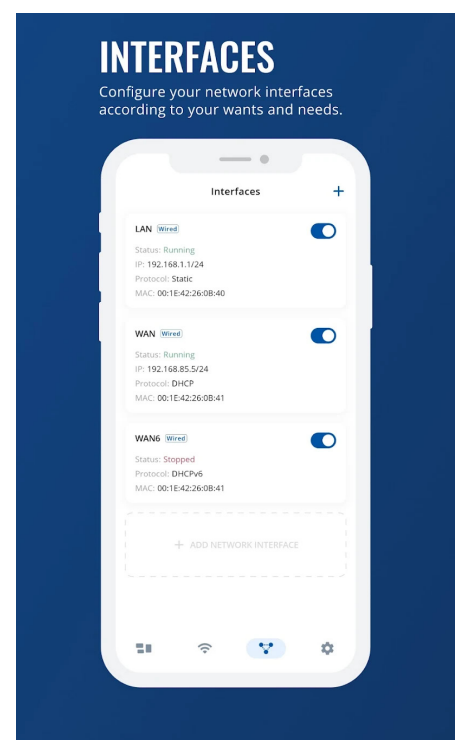 INTERFACES
Configure your network interfaces
according to your wants and needs.
Interfaces +
LAN Wired
Status: Running
IP: 192.168.1.1/24
Protocol: Static
MAC: 00:1E:42:26:0B:40
WAN Wired
Status: Running
IP: 192.168.85.5/24
Protocol: DHCP
MAC: 00:1E:42:26:0B:41
WAN6 Wired
Status: Stopped
Protocol: DHCPv6
MAC: 00:1E:42:26:0B:41
+ ADD NETWORK INTERFACE